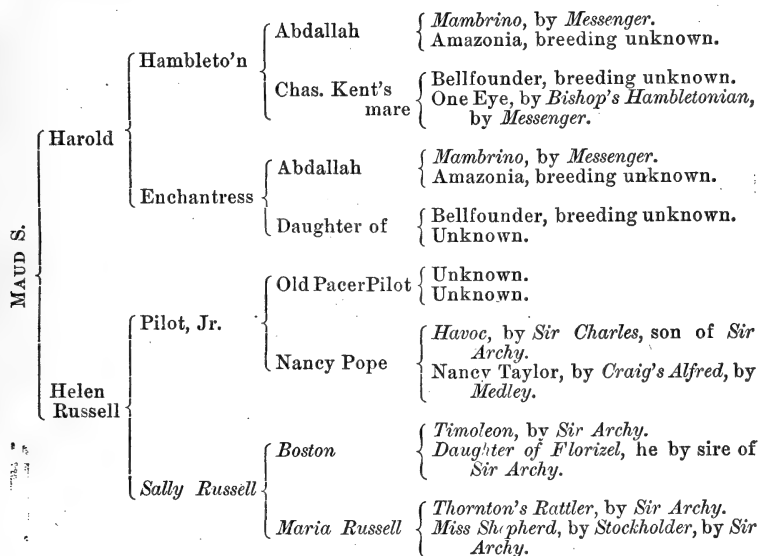 MAUD S.
Harold
Hambleto'n
Abdallah
Mambrino, by Messenger.
Amazonia, breeding unknown.
Chas. Kent's
mare
Bellfounder, breeding unknown.
One Eye, by Bishop's Hambletonian,
by Messenger.
Enchantress
Abdallah
Mambrino, by Messenger.
Amazonia, breeding unknown.
Daughter of
Bellfounder, breeding unknown.
Unknown.
Helen
Russell
Pilot, Jr.
Old Pacer Pilot
Unknown.
Unknown.
Nancy Pope
Havoc, by Sir Charles, son of Sir
Archy.
Nancy Taylor, by Craig's Alfred, by
Medley.
Sally Russell
Boston
Timoleon, by Sir Archy.
Daughter of Florizel, he by sire of
Sir Archy.
Maria Russell
Thornton's Rattler, by Sir Archy.
Miss Shepherd, by Stockholder, by Sir
Archy.